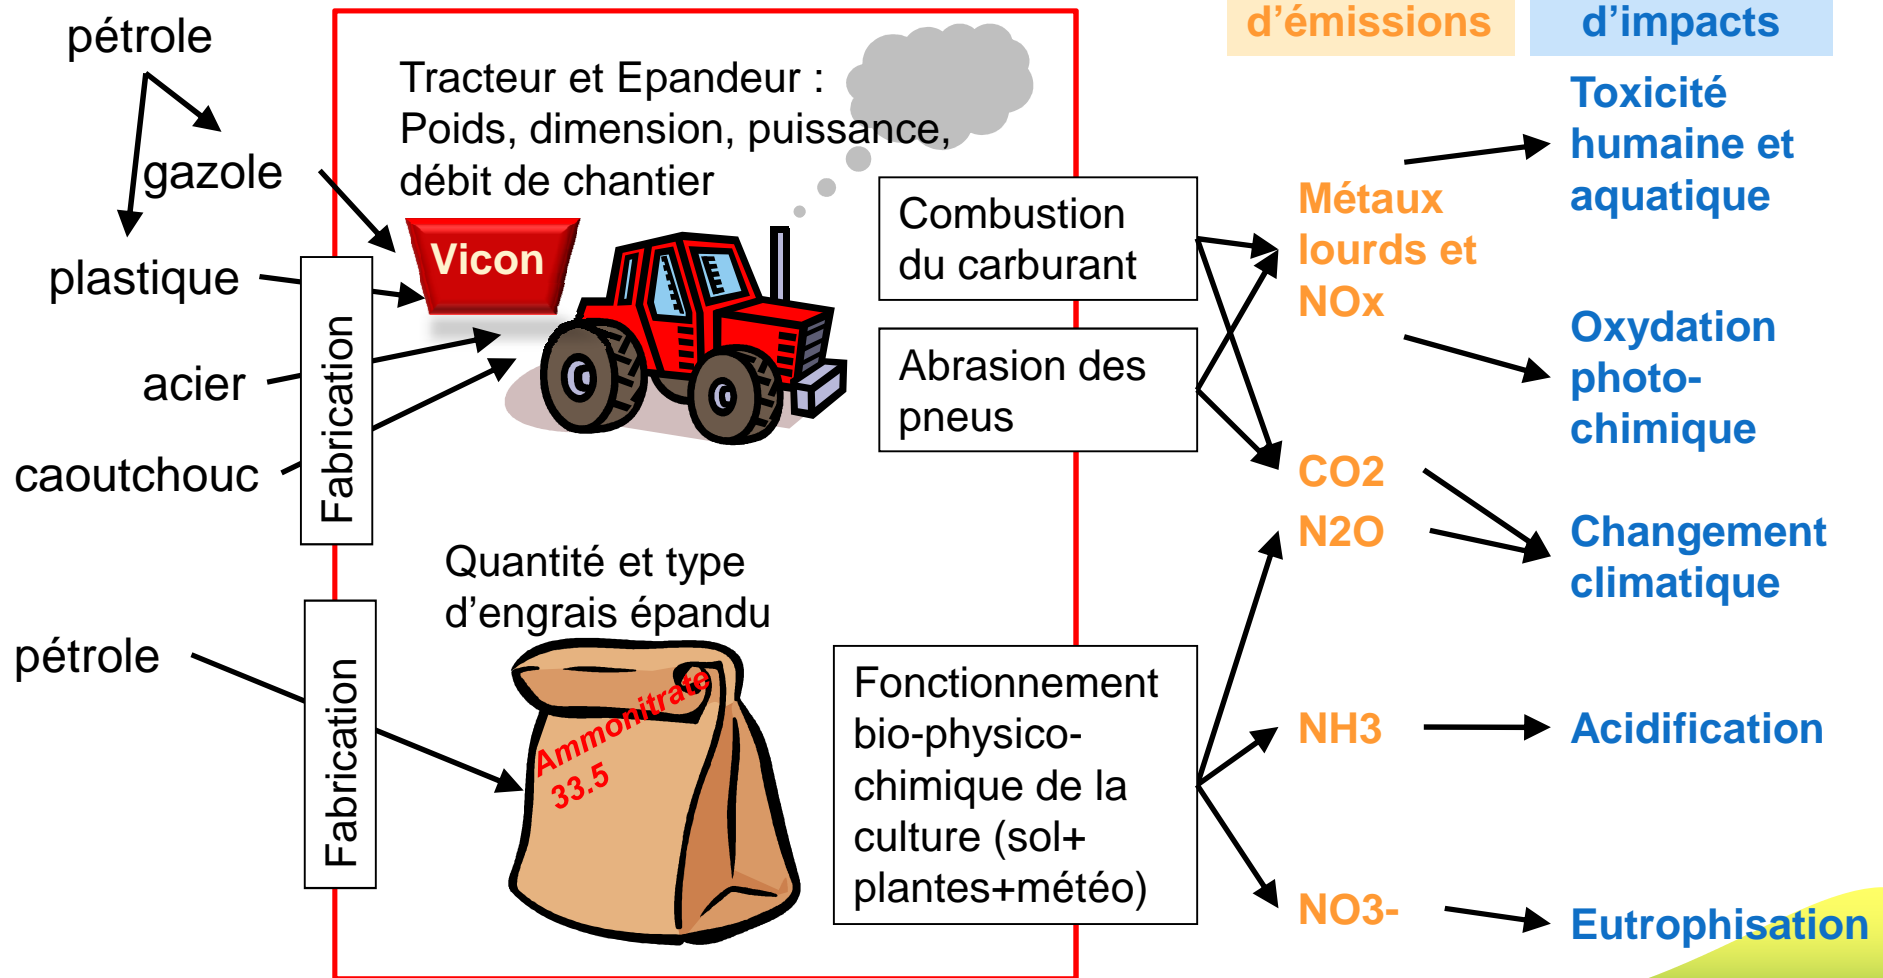 d’émissions
d’impacts
pétrole
gazole
plastique
acier
caoutchouc
Fabrication
Tracteur et Epandeur :
Poids, dimension, puissance,
débit de chantier
Vicon
Combustion
du carburant
Abrasion des
pneus
Métaux
lourds et
NOx
CO2
N2O
Toxicité
humaine et
aquatique
Oxydation
photo-
chimique
Changement
climatique
pétrole
Fabrication
Quantité et type
d’engrais épandu
Ammonitrate
33.5
Fonctionnement
bio-physico-
chimique de la
culture (sol+
plantes+météo)
NH3
Acidification
NO3-
Eutrophisation